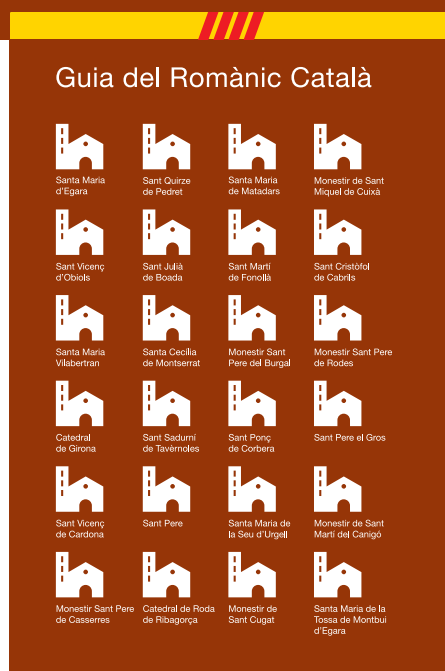 Guia del Romànic Català
Santa Maria
d'Egara
Sant Quirze
de Pedret
Santa Maria
de Matadars
Monestir de Sant
Miquel de Cuixà
Sant Vicenç
d'Obiols
Sant Julià
de Boada
Sant Martí
de Fonollà
Sant Cristòfol
de Cabrils
Santa Maria
Vilabertran
Santa Cecília
de Montserrat
Monestir Sant
Pere del Burgal
Monestir Sant Pere
de Rodes
Catedral
de Girona
Sant Sadurní
de Tavèrnoles
Sant Ponç
de Corbera
Sant Pere el Gros
Sant Vicenç
de Cardona
Sant Pere
Santa Maria de
la Seu d'Urgell
Monestir de Sant
Martí del Canigó
Monestir Sant Pere
de Casserres
Catedral de Roda
de Ribagorça
Monestir de
Sant Cugat
Santa Maria de la
Tossa de Montbui
d'Egara